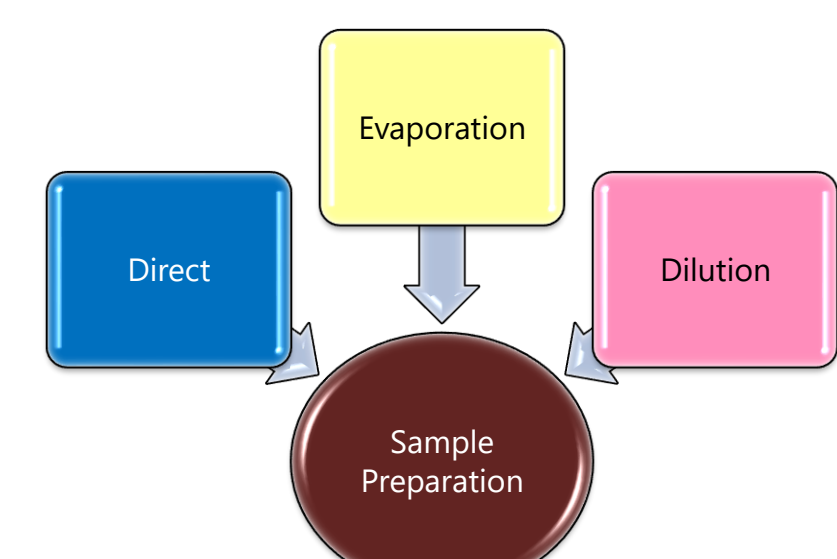 Evaporation
Direct
Dilution
Sample
Preparation